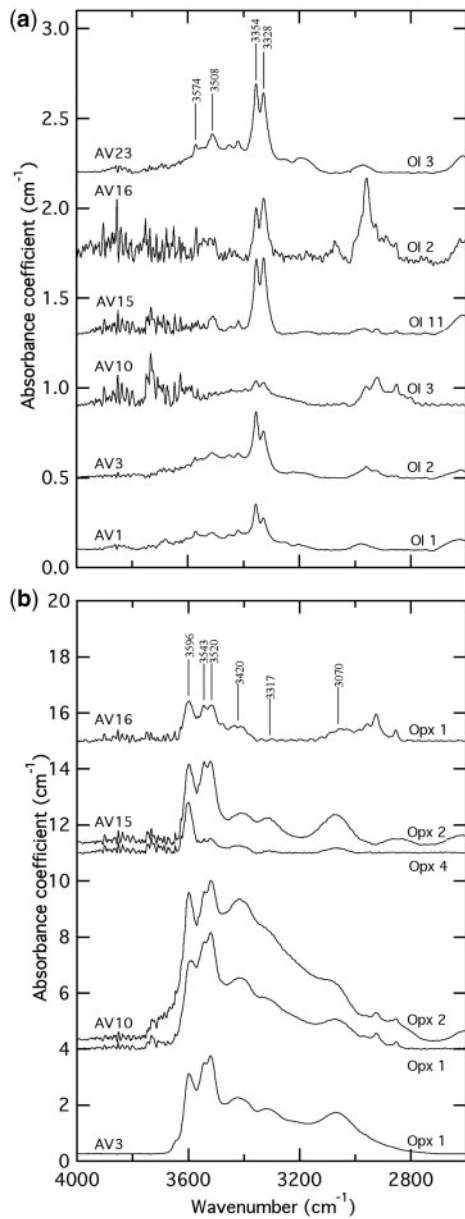 (a)
3.0
3354
3328
3574
3508
2.5
AV23
Ol 3
AV16
2.0
Ol 2
AV15
1.5
Ol 11
AV10
1.0
Ol 3
AV3
0.5
Ol 2
AV1
Ol 1
0.0
Absorbance coefficient (cm-1)
(b)
20
3596
3543
3520
3420
3317
3070
18
16
AV16
Opx 1
14
AV15
12
Opx 2
Opx 4
10
8
6
AV10
Opx 2
4
Opx 1
2
AV3
Opx 1
0
Absorbance coefficient (cm-1)
4000 3600 3200 2800
Wavenumber (cm-1)